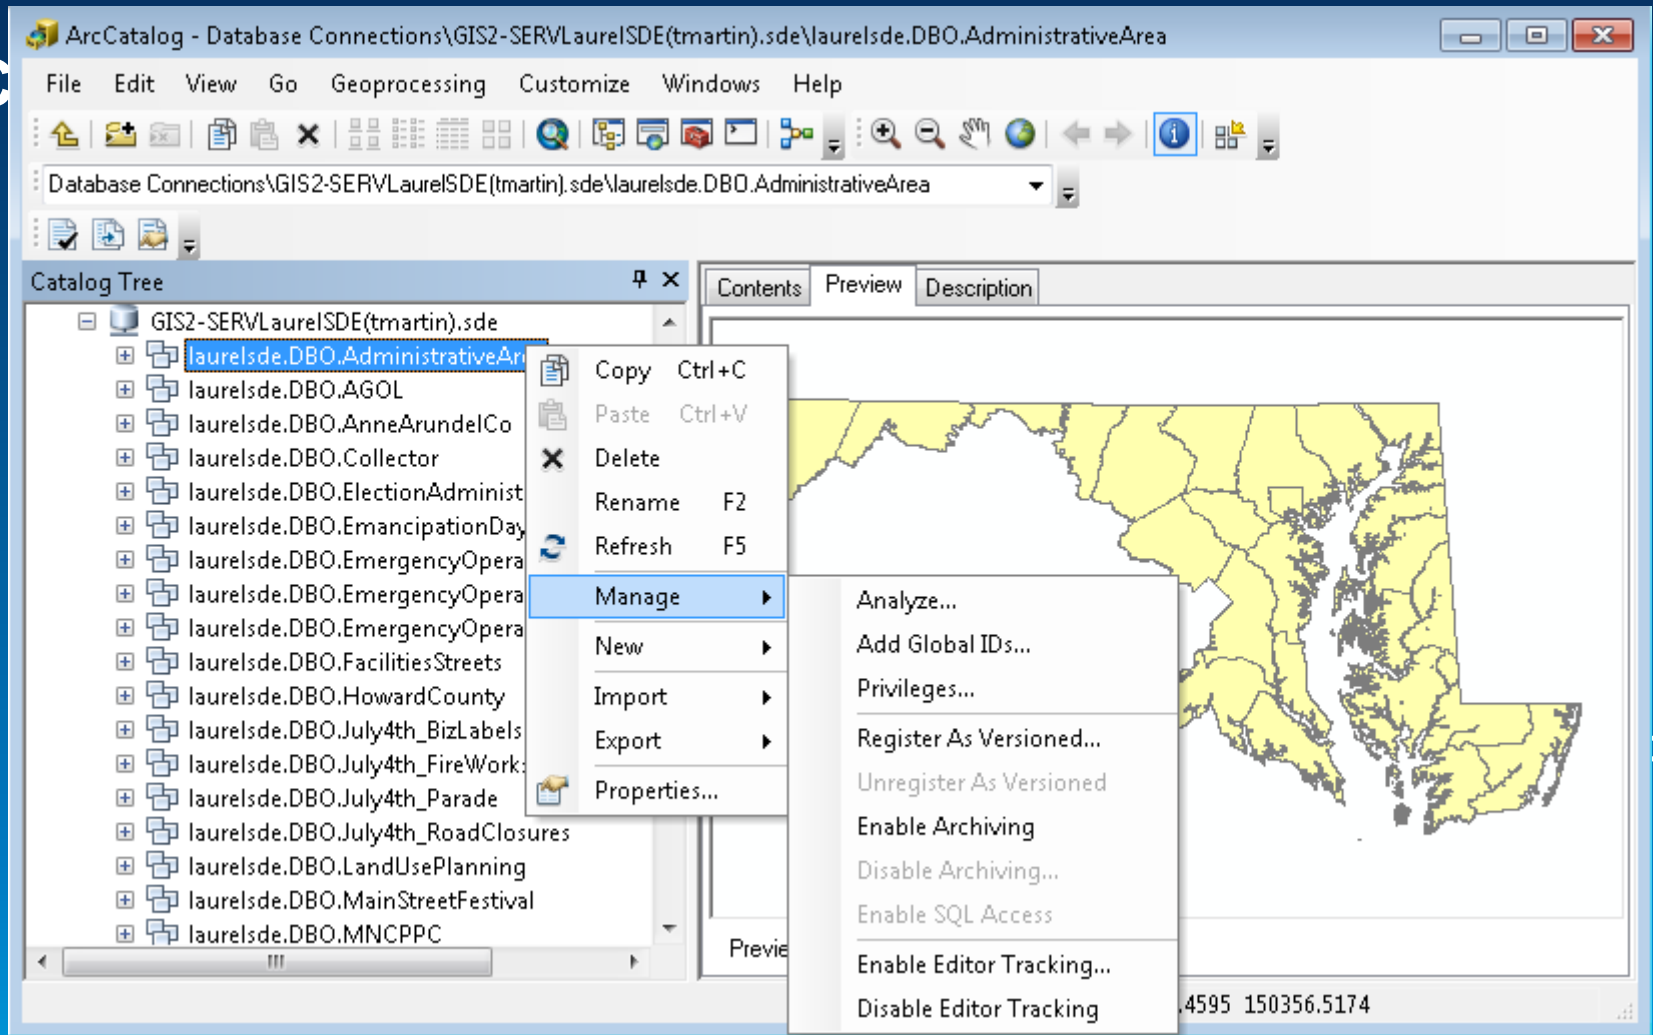 ArcCatalog - Database Connections\GIS2-SERVLaurelSDE(tmartin).sde\laurelsde.DBO.AdministrativeArea
File Edit View Go Geoprocessing Customize Windows Help
Database Connections\GIS2-SERVLaurelSDE(tmartin).sde\laurelsde.DBO.AdministrativeArea
Catalog Tree
GIS2-SERVLaurelSDE(tmartin).sde
laurelsde.DBO.AdministrativeAr
laurelsde.DBO.AGOL
laurelsde.DBO.AnneArundelCo
laurelsde.DBO.Collector
laurelsde.DBO.ElectionAdminist
laurelsde.DBO.EmancipationDay
laurelsde.DBO.EmergencyOpera
laurelsde.DBO.EmergencyOpera
laurelsde.DBO.EmergencyOpera
laurelsde.DBO.FacilitiesStreets
laurelsde.DBO.HowardCounty
laurelsde.DBO.July4th_BizLabels
laurelsde.DBO.July4th_FireWork
laurelsde.DBO.July4th_Parade
laurelsde.DBO.July4th_RoadClosures
laurelsde.DBO.LandUsePlanning
laurelsde.DBO.MainStreetFestival
laurelsde.DBO.MNCPPC
Contents Preview Description
Copy Ctrl+C
Paste Ctrl+V
Delete
Rename F2
Refresh F5
Manage
New
Import
Export
Properties...
Analyze...
Add Global IDs...
Privileges...
Register As Versioned...
Unregister As Versioned
Enable Archiving
Disable Archiving...
Enable SQL Access
Enable Editor Tracking...
Disable Editor Tracking
Previe
.4595 150356.5174